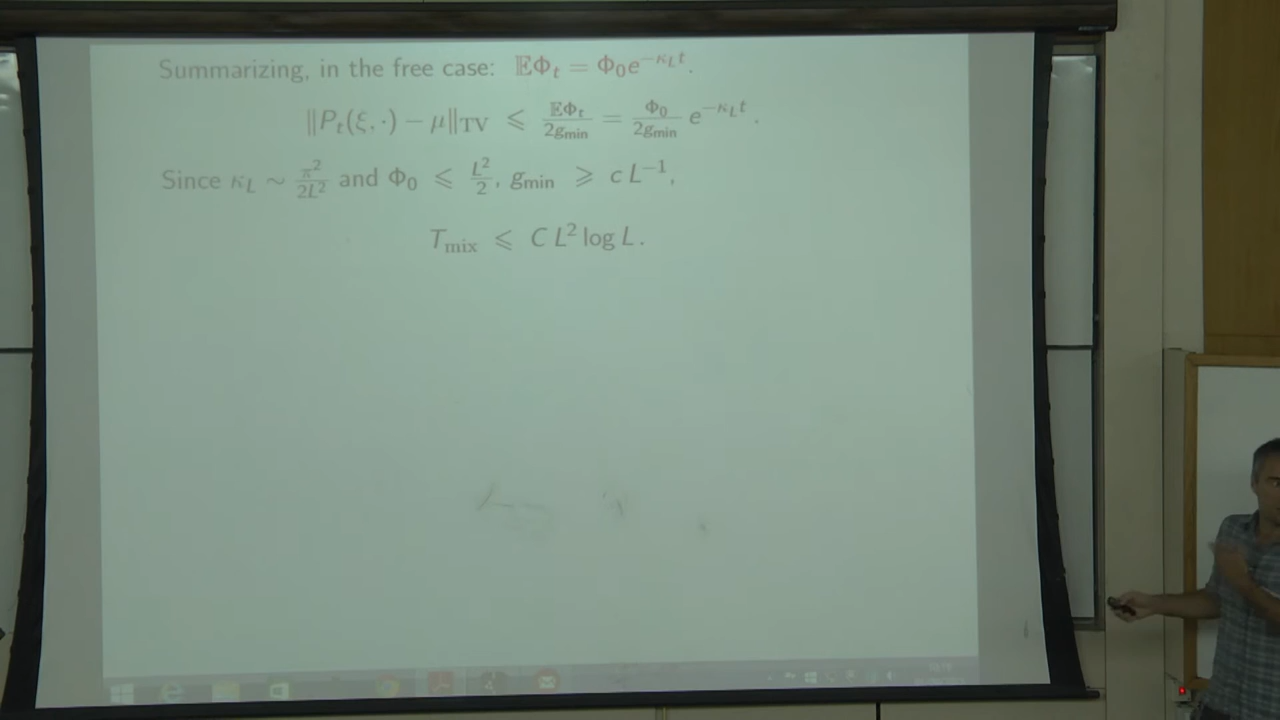 Summarizing, in the free case: 𝔼Φ_t = Φ_0 e^{−κ_L t}.
‖P_t(ξ, ·) − μ‖_TV ⩽ 𝔼Φ_t / 2g_min = Φ_0 / 2g_min e^{−κ_L t}.
Since κ_L ∼ π² / 2L² and Φ_0 ⩽ L² / 2, g_min ⩾ c L^{−1},
T_mix ⩽ C L² log L.